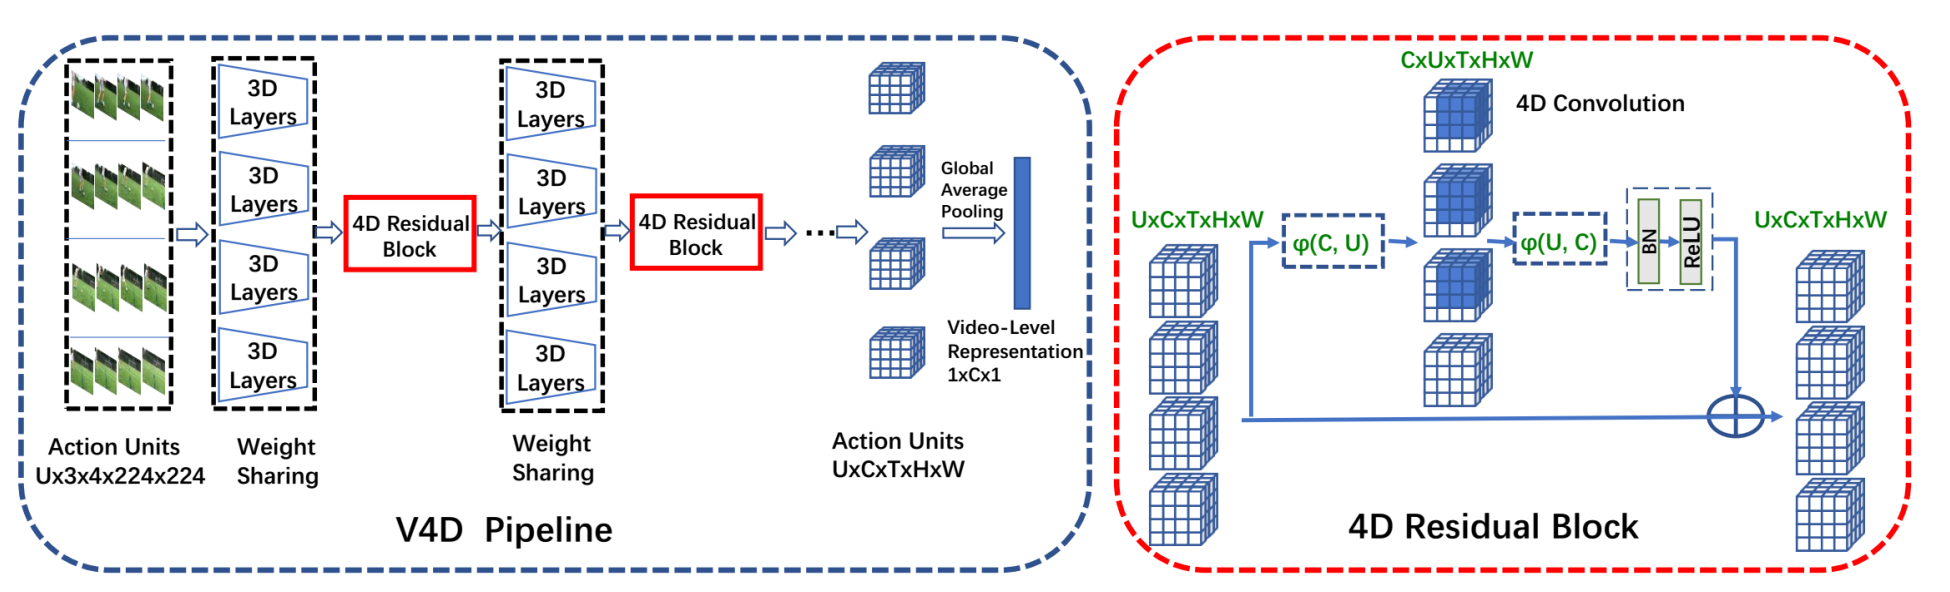 3D
Layers
3D
Layers
3D
Layers
3D
Layers
4D Residual
Block
3D
Layers
3D
Layers
3D
Layers
3D
Layers
4D Residual
Block
...
Global
Average
Pooling
Video-Level
Representation
1xCx1
Action Units
Ux3x4x224x224
Weight
Sharing
Weight
Sharing
Action Units
UxCxTxHxW
V4D Pipeline
CxUxTxHxW
4D Convolution
UxCxTxHxW
φ(C, U)
φ(U, C)
BN
ReLU
UxCxTxHxW
4D Residual Block